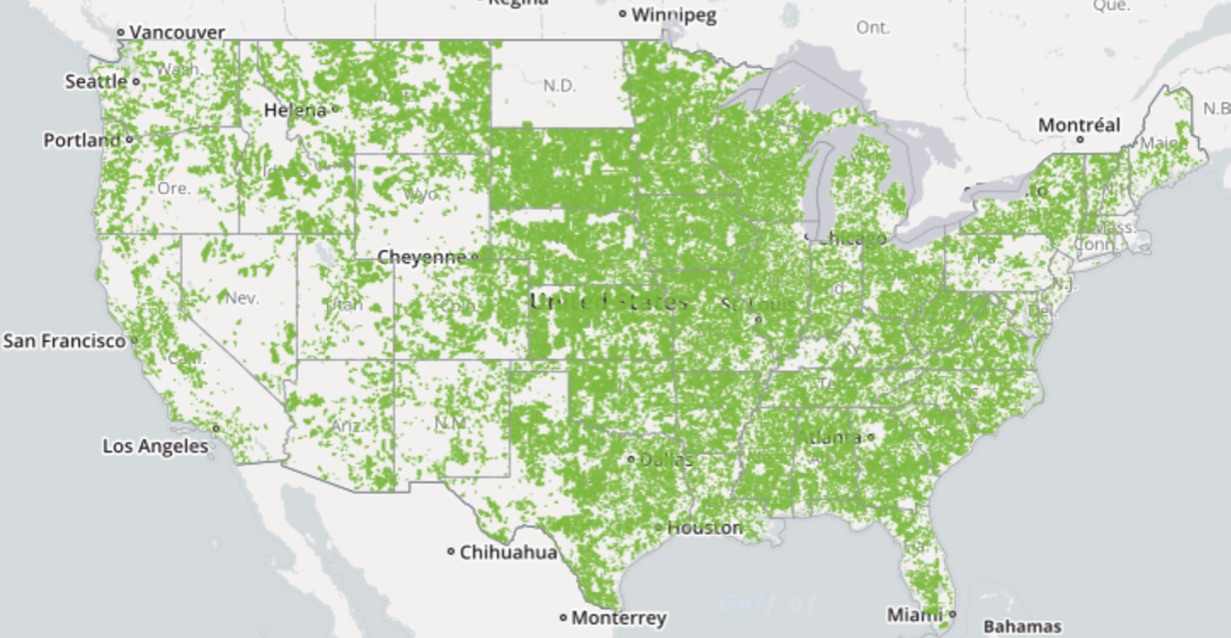 Regina
Winnipeg
Ont.
Que.
Vancouver
Wash.
Seattle
N.D.
Helena
N.B
Portland
Montréal
Maine
Ore.
Wyo.
Mass.
Chicago
Conn.
Cheyenne
Pa.
N.J.
Nev.
Utah
Colo.
United States
St. Louis
Ind.
Del.
San Francisco
Calif.
Los Angeles
Ariz.
N.M.
Atlanta
Dallas
Houston
Chihuahua
Gulf of
Miami
Monterrey
Bahamas